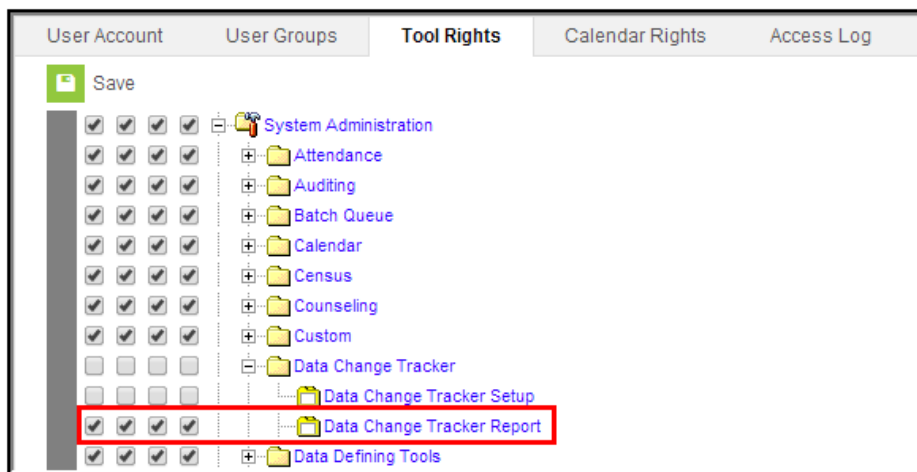 User Account User Groups Tool Rights Calendar Rights Access Log
Save
System Administration
Attendance
Auditing
Batch Queue
Calendar
Census
Counseling
Custom
Data Change Tracker
Data Change Tracker Setup
Data Change Tracker Report
Data Defining Tools